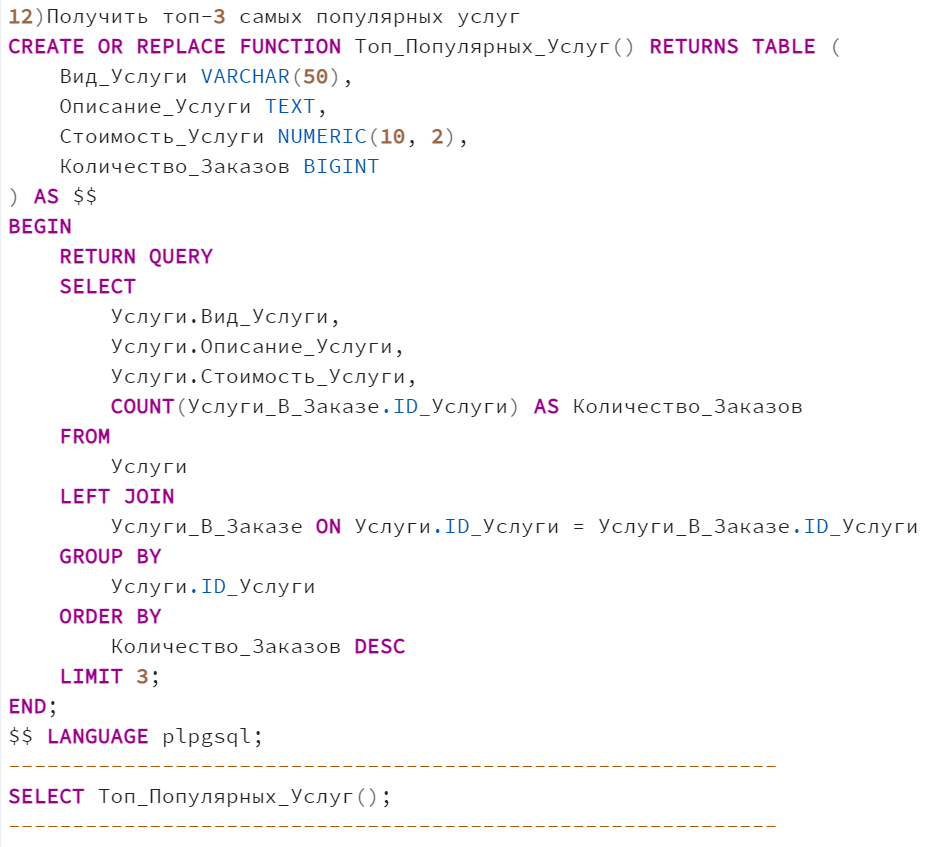 12)Получить топ-3 самых популярных услуг
CREATE OR REPLACE FUNCTION Топ_Популярных_Услуг() RETURNS TABLE (
    Вид_Услуги VARCHAR(50),
    Описание_Услуги TEXT,
    Стоимость_Услуги NUMERIC(10, 2),
    Количество_Заказов BIGINT
) AS $$
BEGIN
    RETURN QUERY
    SELECT
        Услуги.Вид_Услуги,
        Услуги.Описание_Услуги,
        Услуги.Стоимость_Услуги,
        COUNT(Услуги_В_Заказе.ID_Услуги) AS Количество_Заказов
    FROM
        Услуги
    LEFT JOIN
        Услуги_В_Заказе ON Услуги.ID_Услуги = Услуги_В_Заказе.ID_Услуги
    GROUP BY
        Услуги.ID_Услуги
    ORDER BY
        Количество_Заказов DESC
    LIMIT 3;
END;
$$ LANGUAGE plpgsql;
------------------------------------------------------------
SELECT Топ_Популярных_Услуг();
------------------------------------------------------------